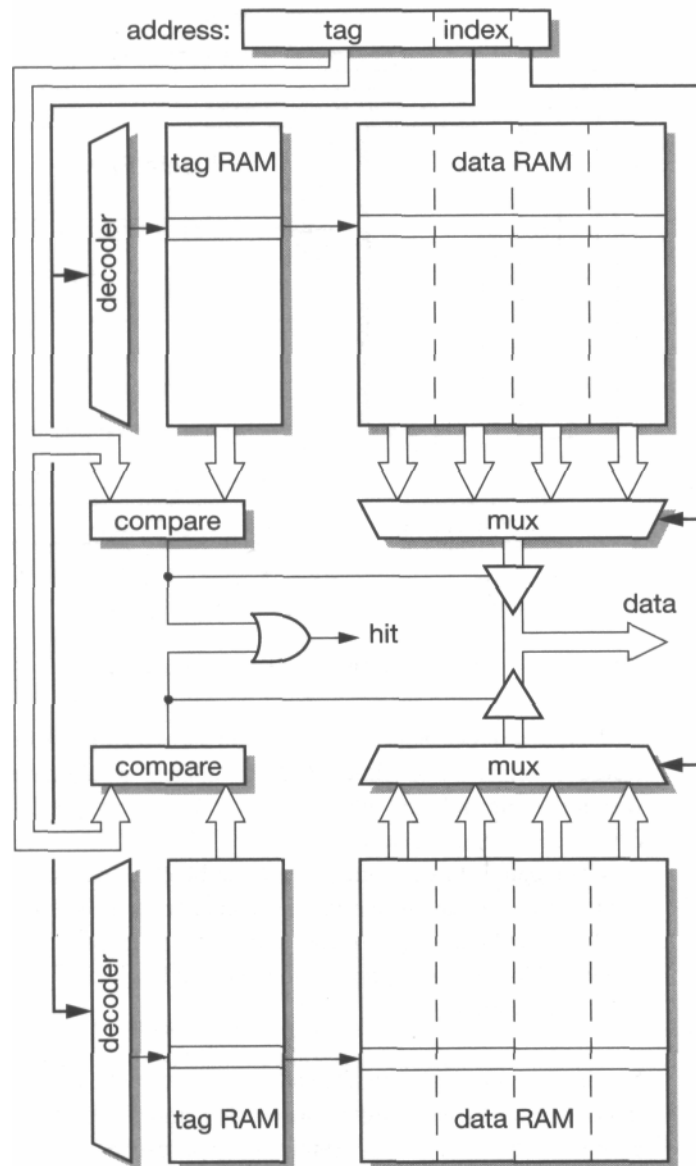 address: tag index
tag RAM data RAM
decoder
compare mux
data
hit
compare mux
decoder
tag RAM data RAM